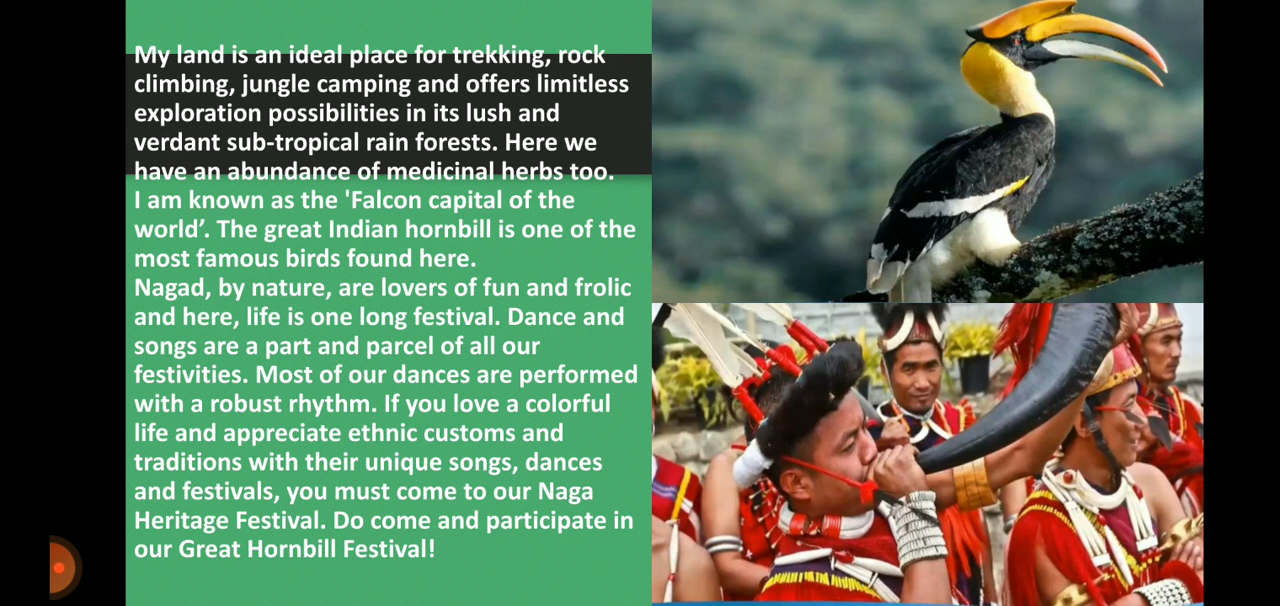 My land is an ideal place for trekking, rock
climbing, jungle camping and offers limitless
exploration possibilities in its lush and
verdant sub-tropical rain forests. Here we
have an abundance of medicinal herbs too.
I am known as the 'Falcon capital of the
world’. The great Indian hornbill is one of the
most famous birds found here.
Nagad, by nature, are lovers of fun and frolic
and here, life is one long festival. Dance and
songs are a part and parcel of all our
festivities. Most of our dances are performed
with a robust rhythm. If you love a colorful
life and appreciate ethnic customs and
traditions with their unique songs, dances
and festivals, you must come to our Naga
Heritage Festival. Do come and participate in
our Great Hornbill Festival!